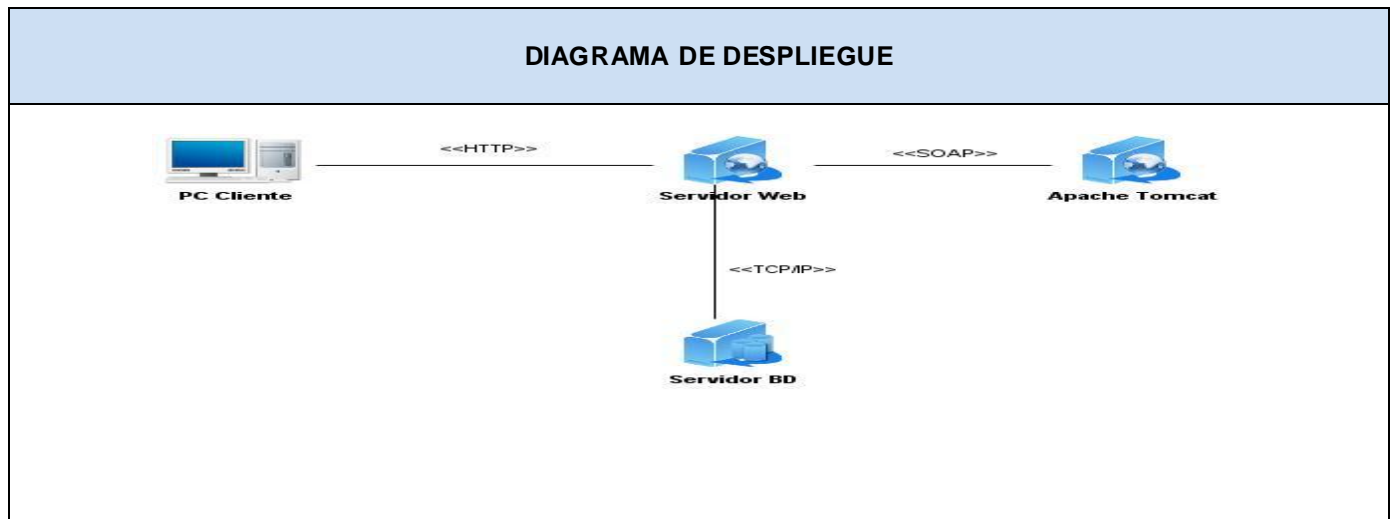 DIAGRAMA DE DESPLIEGUE
<<HTTP>>
<<SOAP>>
PC Cliente
Servidor Web
Apache Tomcat
<<TCP/IP>>
Servidor BD